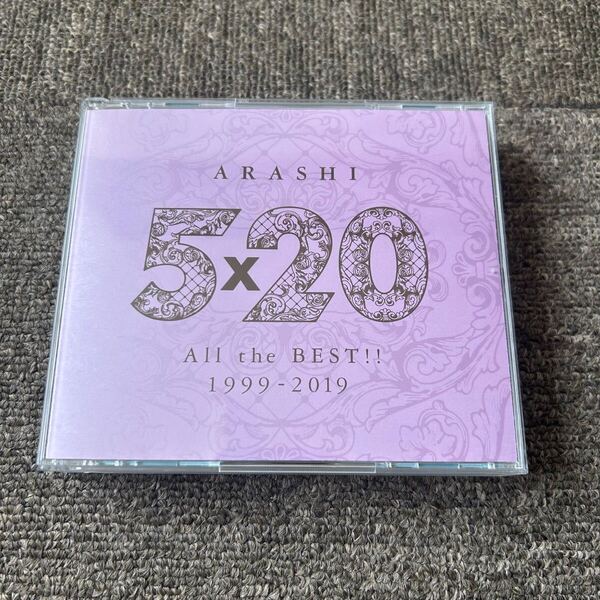 ARASHI
5x20
All the BEST!!
1999-2019